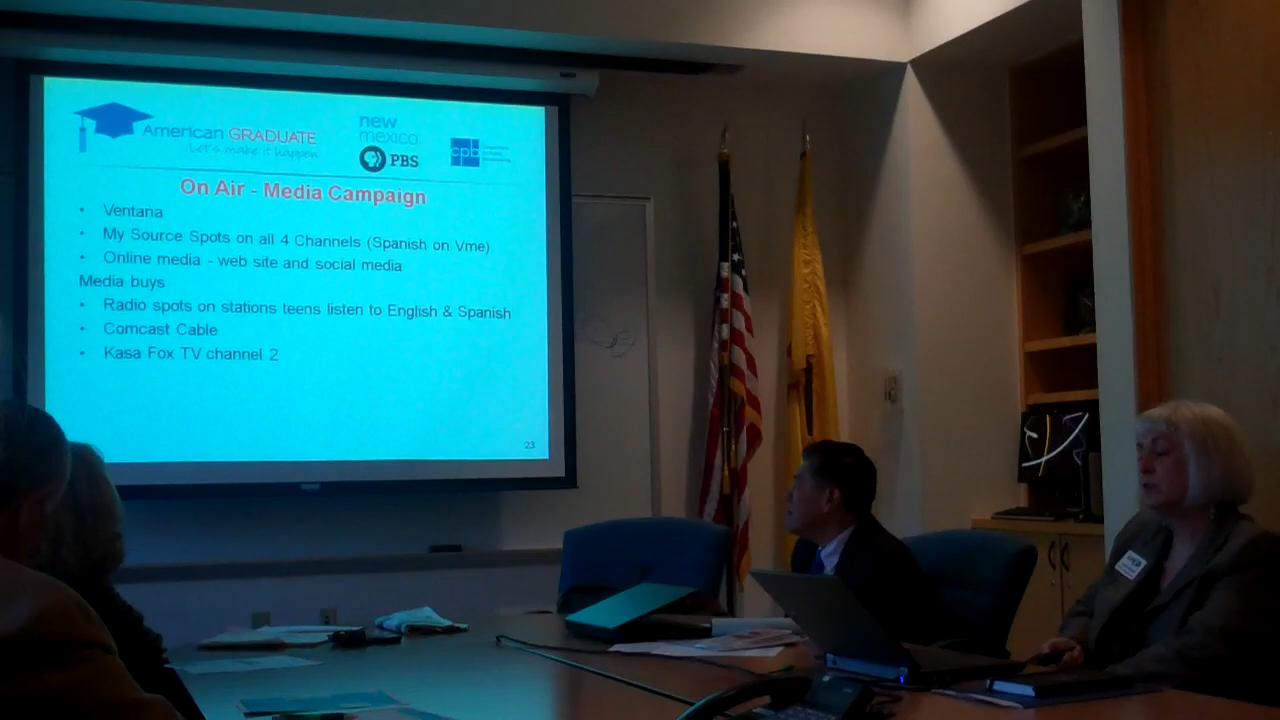 American GRADUATE
Let's make it happen
new
mexico
PBS
cpb
On Air - Media Campaign
• Ventana
• My Source Spots on all 4 Channels (Spanish on Vme)
• Online media - web site and social media
Media buys
• Radio spots on stations teens listen to English & Spanish
• Comcast Cable
• Kasa Fox TV channel 2
23